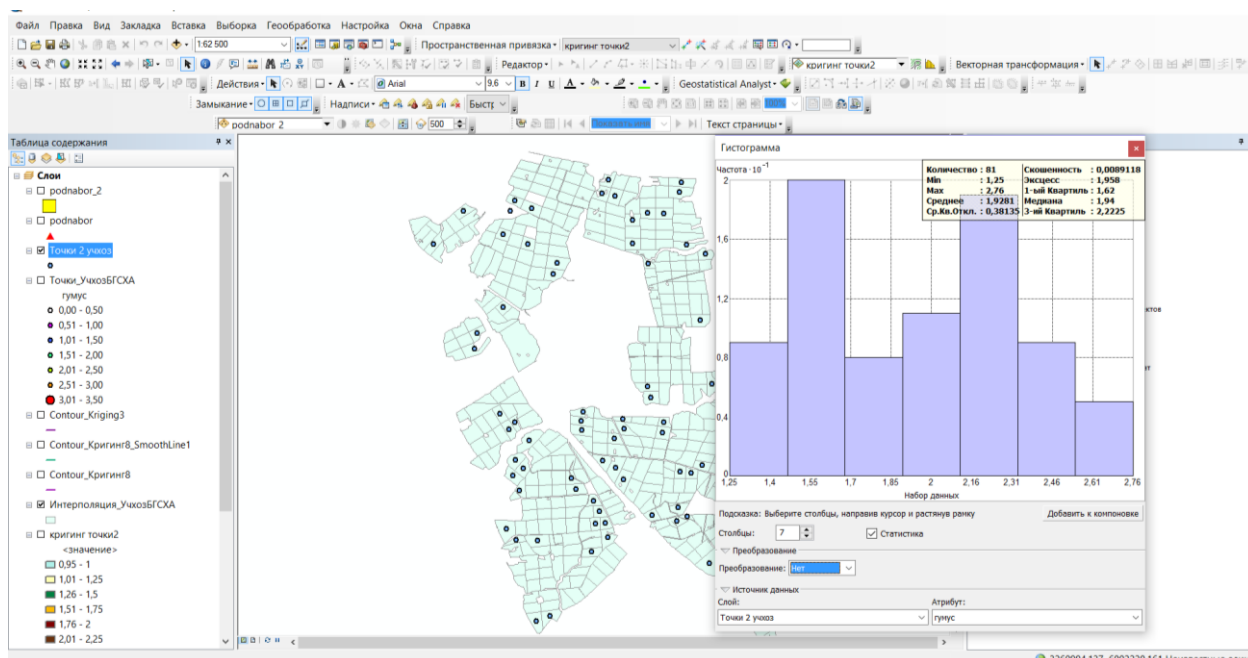 Файл Правка Вид Закладка Вставка Выборка Геообработка Настройка Окна Справка
1:62 500 Пространственная привязка кригинг точки2
Редактор кригинг точки2 Векторная трансформация
Действия A Arial 9,6 B I U A Geostatistical Analyst
Замыкание Надписи Быстр 100%
podnabor 2 500 Текст страницы
Таблица содержания
Слои
podnabor_2
podnabor
Точки 2 учхоз
Точки_УчхозБГСХА
гумус
0,00 - 0,50
0,51 - 1,00
1,01 - 1,50
1,51 - 2,00
2,01 - 2,50
2,51 - 3,00
3,01 - 3,50
Contour_Kriging3
Contour_Кригинг8_SmoothLine1
Contour_Кригинг8
Интерполяция_УчхозБГСХА
кригинг точки2
<значение>
0,95 - 1
1,01 - 1,25
1,26 - 1,5
1,51 - 1,75
1,76 - 2
2,01 - 2,25
Гистограмма
Частота · 10⁻¹
Количество : 81 Скошенность : 0,0089118
Min : 1,25 Эксцесс : 1,958
Max : 2,76 1-ый Квартиль : 1,62
Среднее : 1,9281 Медиана : 1,94
Ср.Кв.Откл. : 0,38135 3-ий Квартиль : 2,2225
2
1,6
1,2
0,8
0,4
0
1,25 1,4 1,55 1,7 1,85 2 2,16 2,31 2,46 2,61 2,76
Набор данных
Подсказка: Выберите столбцы, направив курсор и растянув рамку
Добавить к компоновке
Столбцы: 7 Статистика
Преобразование
Преобразование: Нет
Источник данных
Слой: Атрибут:
Точки 2 учхоз гумус
ктов